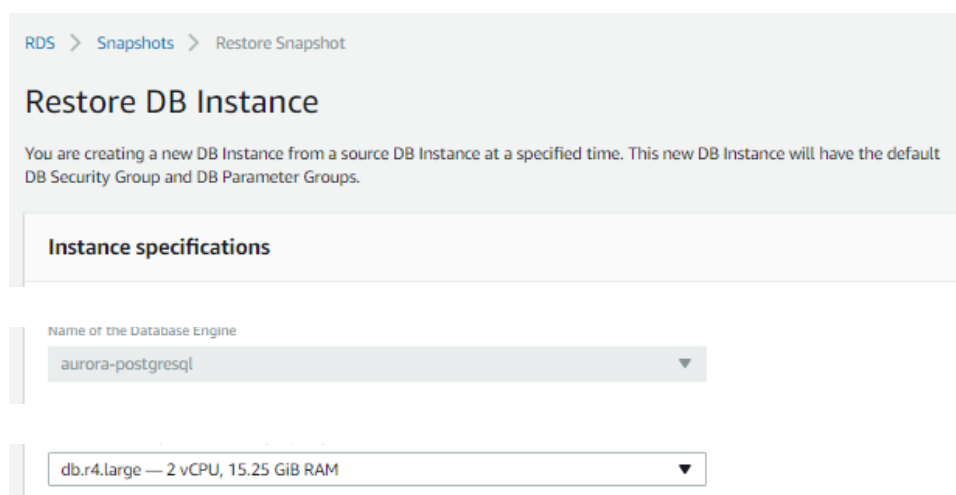 RDS > Snapshots > Restore Snapshot
Restore DB Instance
You are creating a new DB Instance from a source DB Instance at a specified time. This new DB Instance will have the default
DB Security Group and DB Parameter Groups.
Instance specifications
Name of the Database Engine
aurora-postgresql
db.r4.large — 2 vCPU, 15.25 GiB RAM